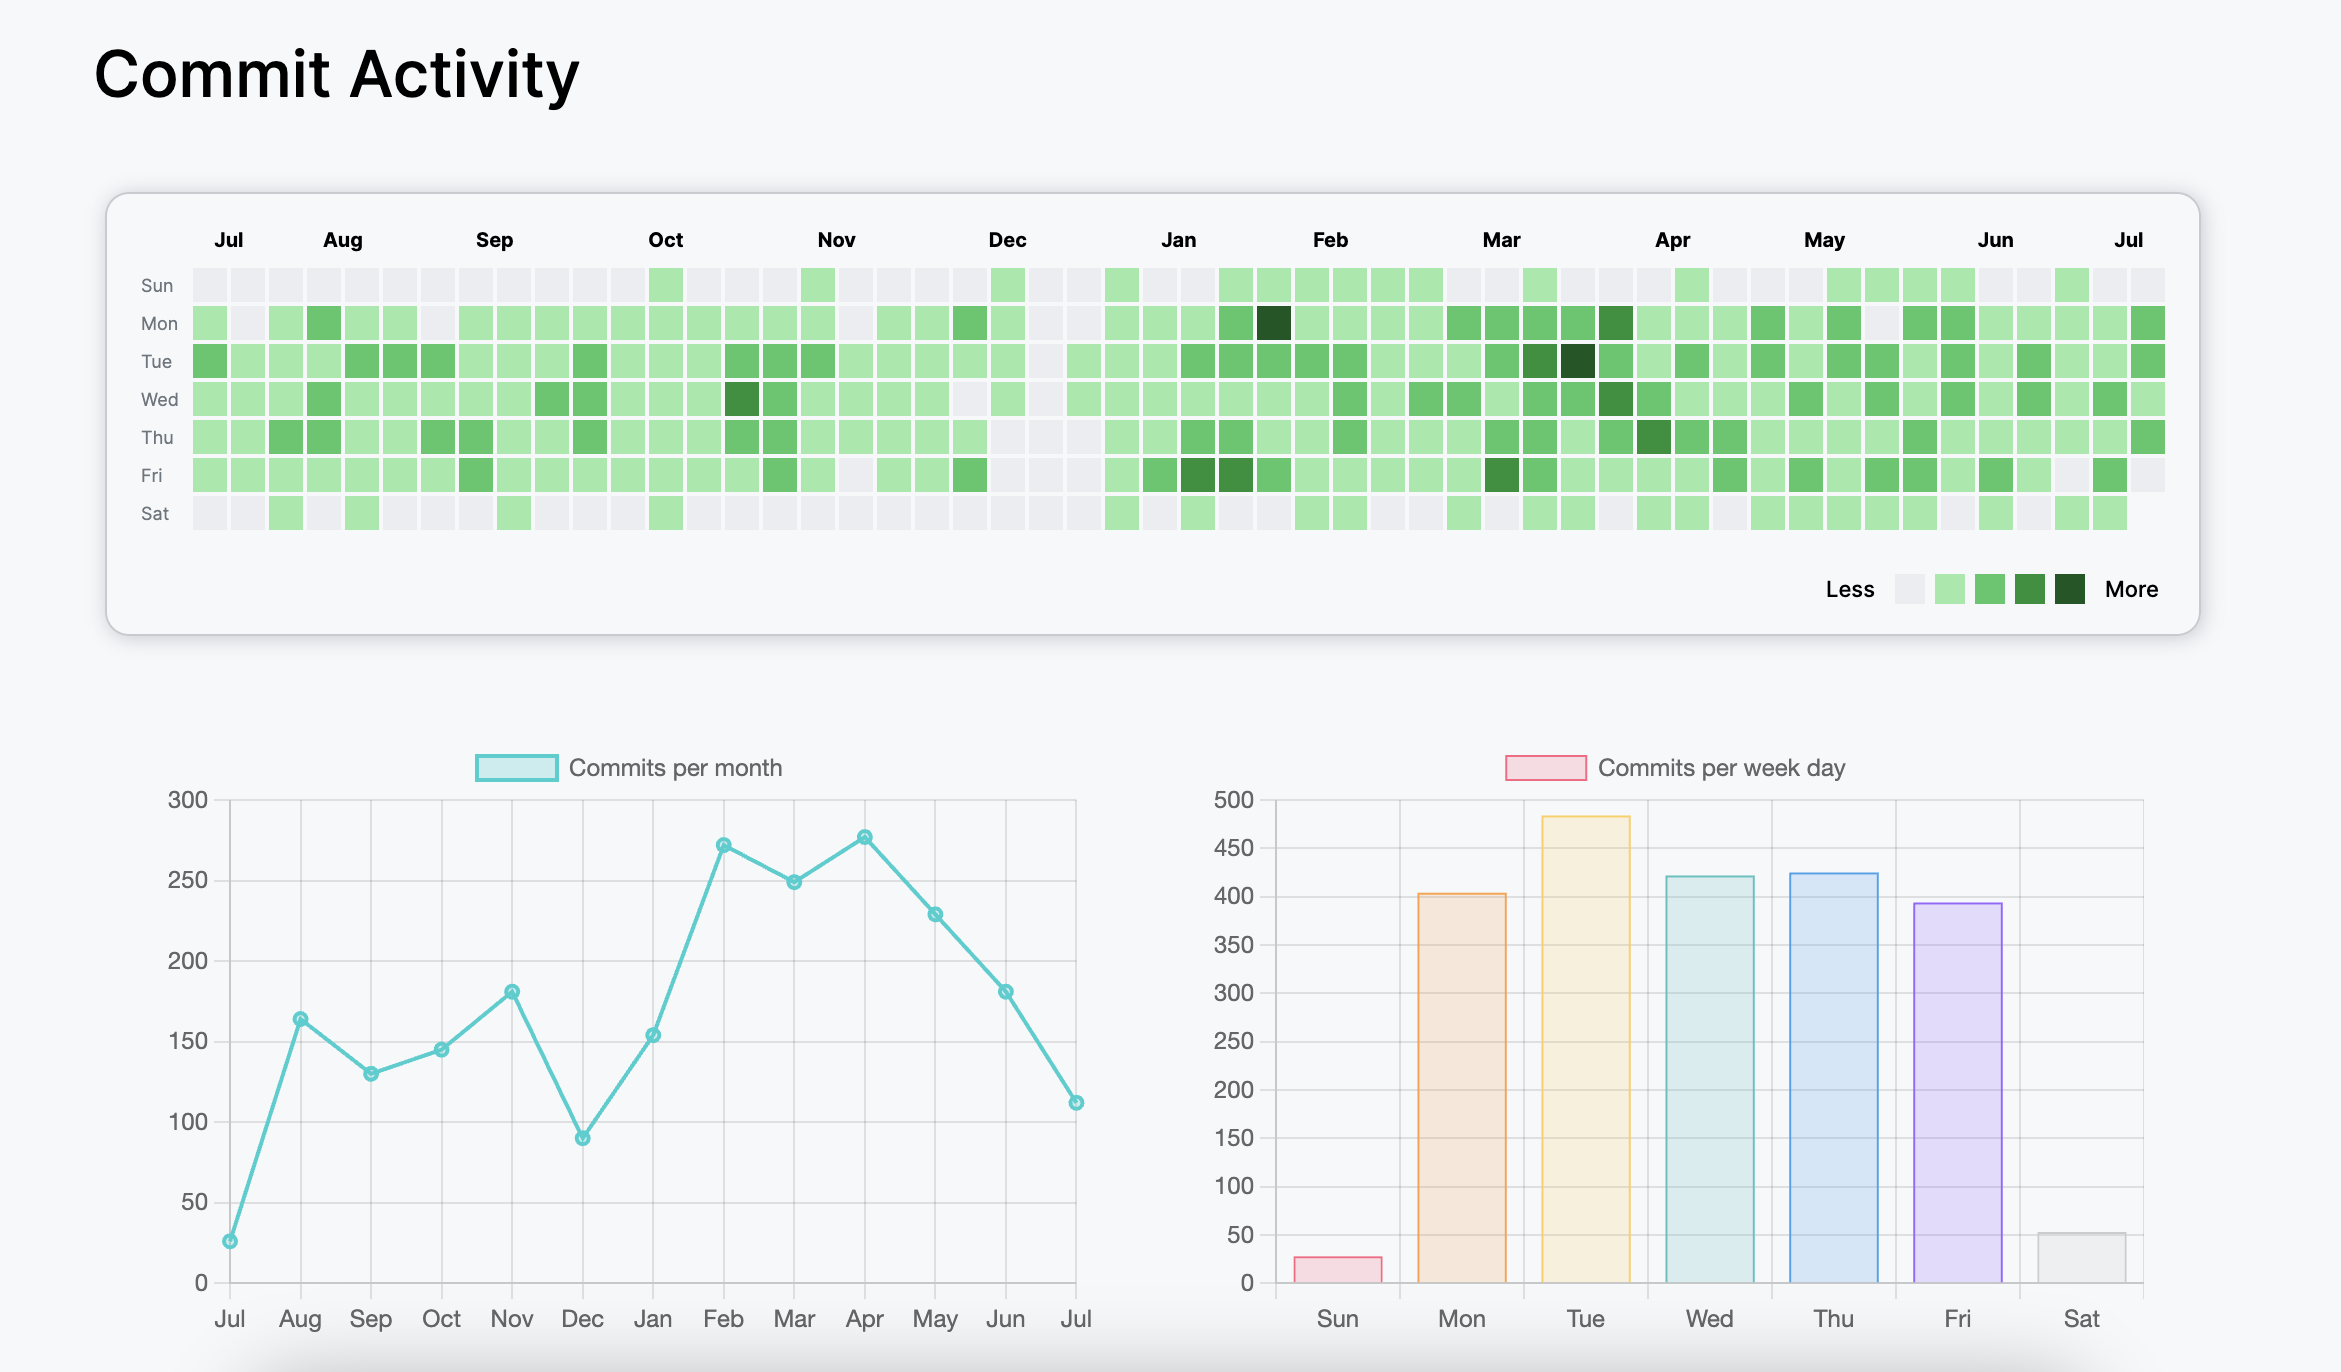 Commit Activity
Jul Aug Sep Oct Nov Dec Jan Feb Mar Apr May Jun Jul
Sun
Mon
Tue
Wed
Thu
Fri
Sat
Less More
Commits per month
300
250
200
150
100
50
0
Jul Aug Sep Oct Nov Dec Jan Feb Mar Apr May Jun Jul
Commits per week day
500
450
400
350
300
250
200
150
100
50
0
Sun Mon Tue Wed Thu Fri Sat